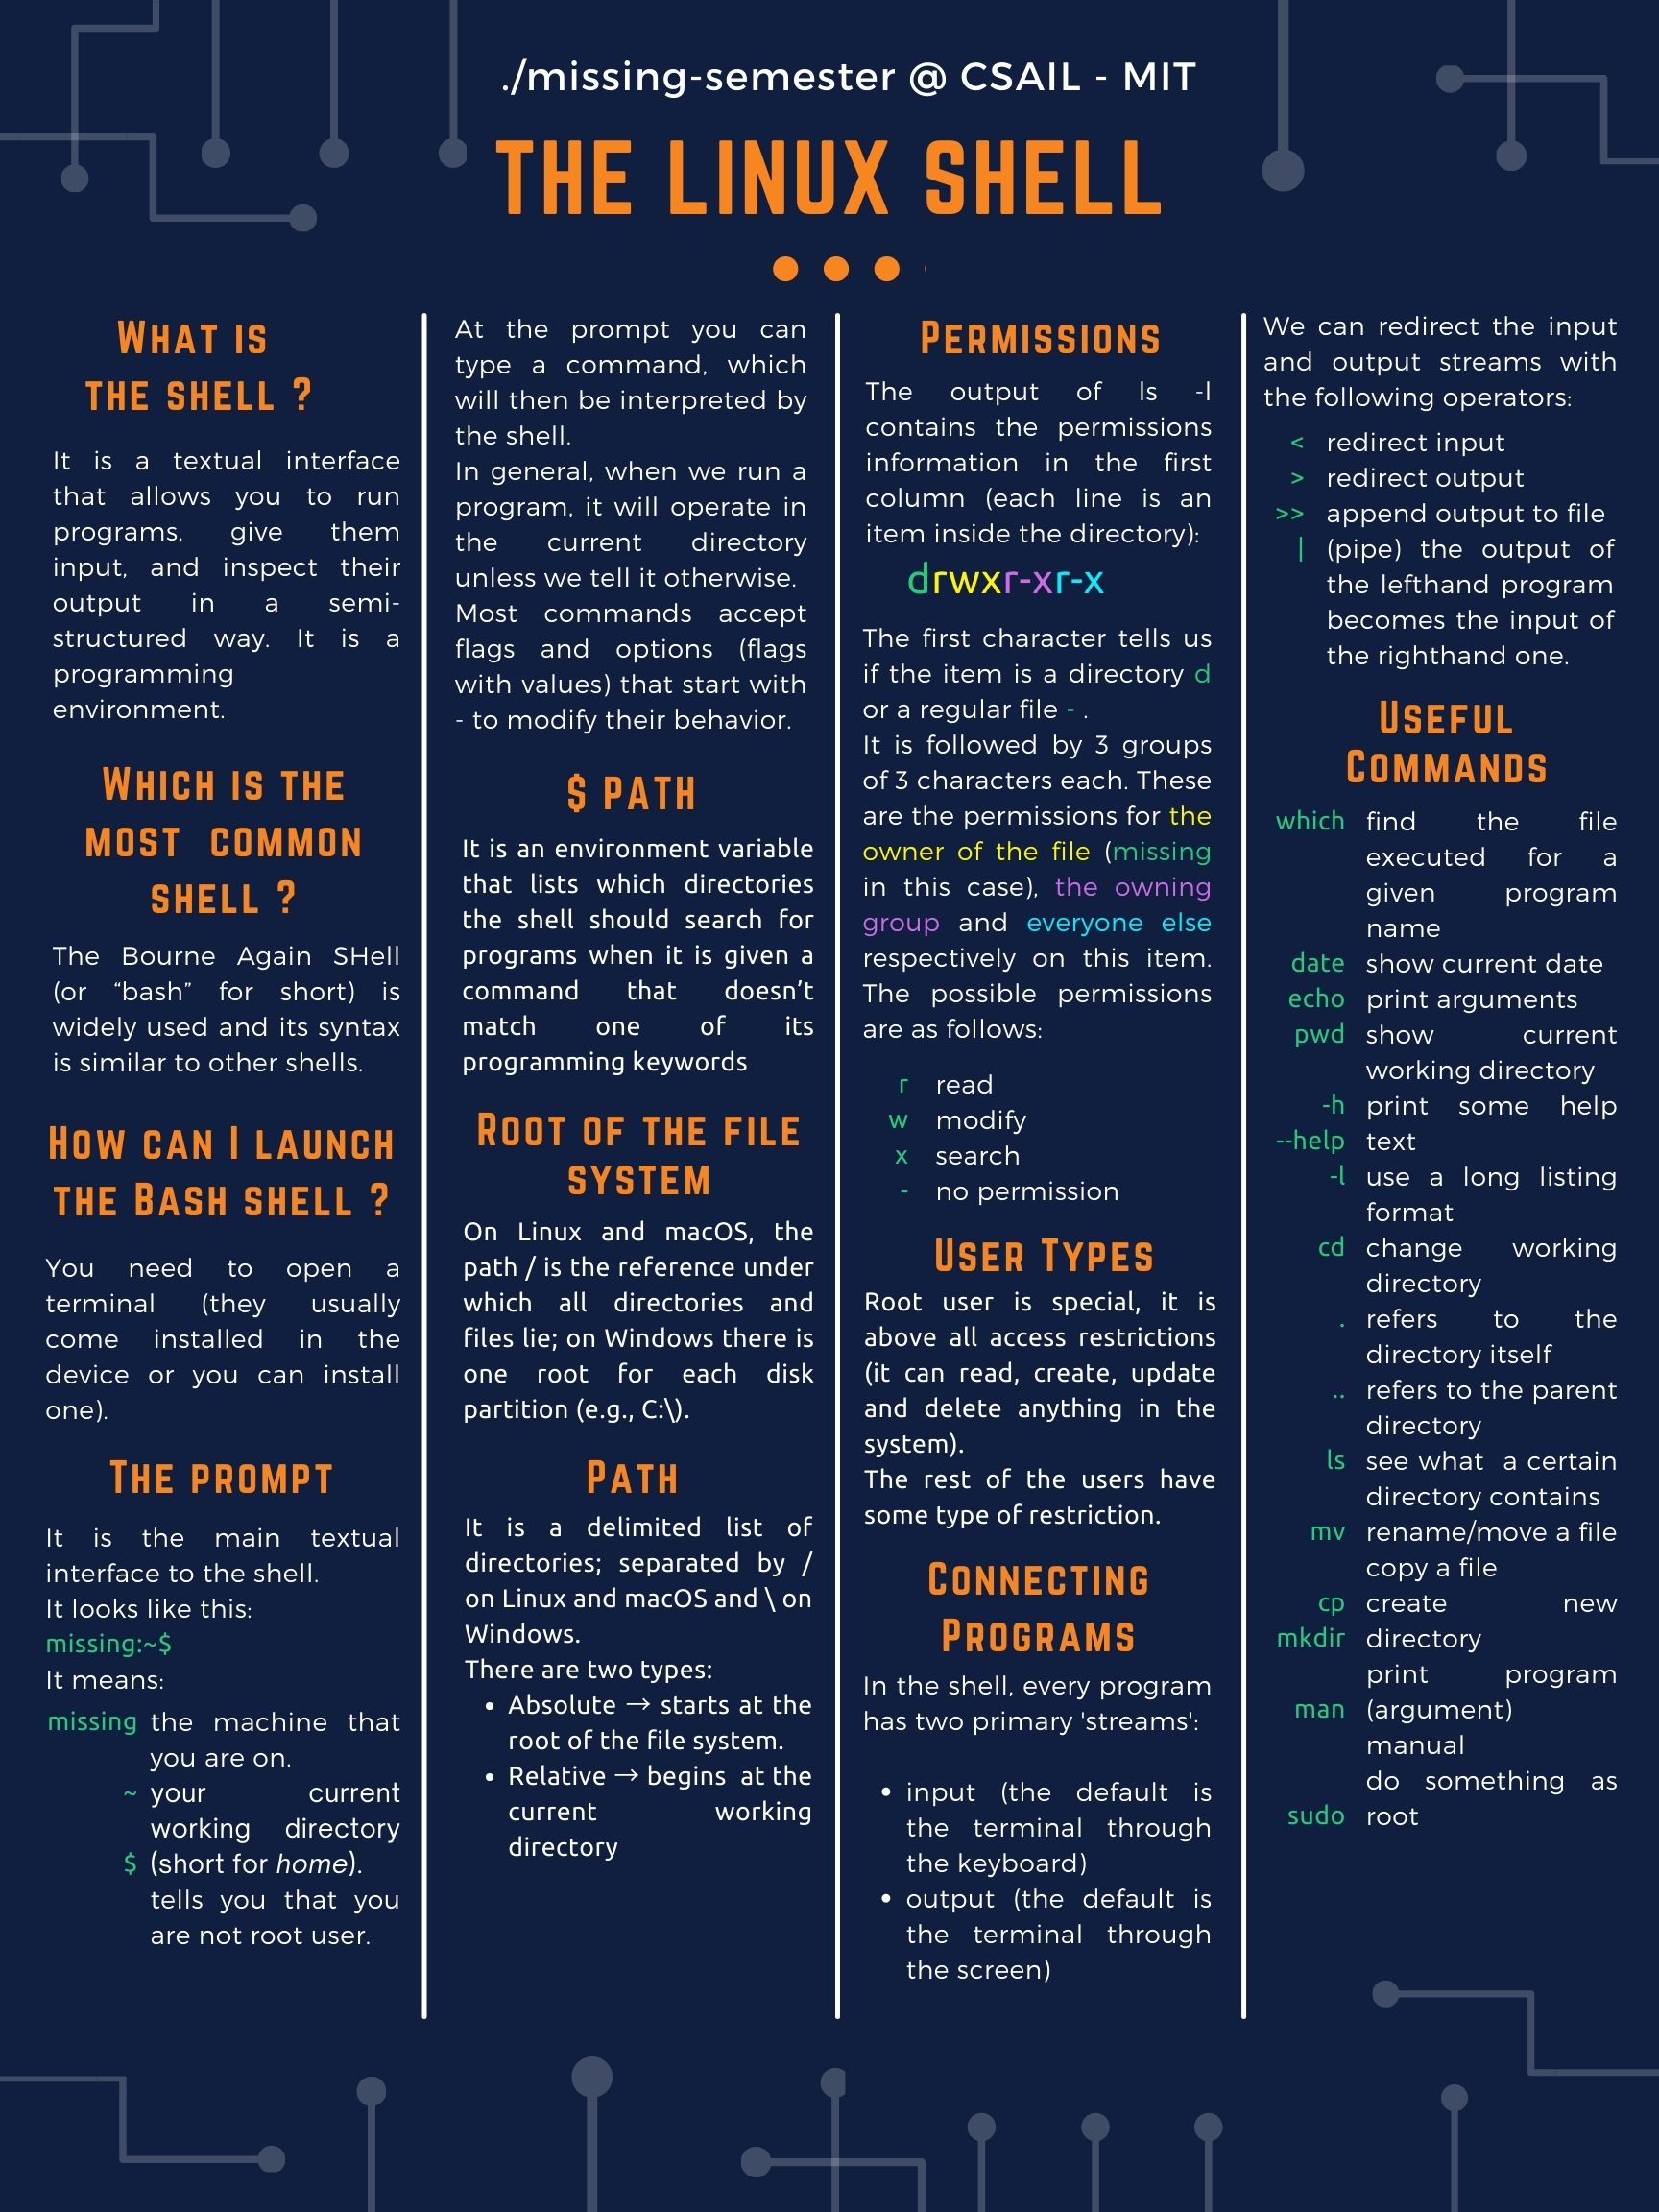 ./missing-semester @ CSAIL - MIT
THE LINUX SHELL
WHAT IS
THE SHELL ?
It is a textual interface
that allows you to run
programs, give them
input, and inspect their
output in a semi-
structured way. It is a
programming
environment.
WHICH IS THE
MOST COMMON
SHELL ?
The Bourne Again SHell
(or “bash” for short) is
widely used and its syntax
is similar to other shells.
HOW CAN I LAUNCH
THE BASH SHELL ?
You need to open a
terminal (they usually
come installed in the
device or you can install
one).
THE PROMPT
It is the main textual
interface to the shell.
It looks like this:
missing:~$
It means:
missing the machine that
you are on.
~ your current
working directory
$ (short for home).
tells you that you
are not root user.
At the prompt you can
type a command, which
will then be interpreted by
the shell.
In general, when we run a
program, it will operate in
the current directory
unless we tell it otherwise.
Most commands accept
flags and options (flags
with values) that start with
- to modify their behavior.
$ PATH
It is an environment variable
that lists which directories
the shell should search for
programs when it is given a
command that doesn’t
match one of its
programming keywords
ROOT OF THE FILE
SYSTEM
On Linux and macOS, the
path / is the reference under
which all directories and
files lie; on Windows there is
one root for each disk
partition (e.g., C:\).
PATH
It is a delimited list of
directories; separated by /
on Linux and macOS and \ on
Windows.
There are two types:
• Absolute → starts at the
root of the file system.
• Relative → begins at the
current working
directory
PERMISSIONS
The output of ls -l
contains the permissions
information in the first
column (each line is an
item inside the directory):
drwxr-xr-x
The first character tells us
if the item is a directory d
or a regular file - .
It is followed by 3 groups
of 3 characters each. These
are the permissions for the
owner of the file (missing
in this case), the owning
group and everyone else
respectively on this item.
The possible permissions
are as follows:
r read
w modify
x search
- no permission
USER TYPES
Root user is special, it is
above all access restrictions
(it can read, create, update
and delete anything in the
system).
The rest of the users have
some type of restriction.
CONNECTING
PROGRAMS
In the shell, every program
has two primary 'streams':
• input (the default is
the terminal through
the keyboard)
• output (the default is
the terminal through
the screen)
We can redirect the input
and output streams with
the following operators:
< redirect input
> redirect output
>> append output to file
| (pipe) the output of
the lefthand program
becomes the input of
the righthand one.
USEFUL
COMMANDS
which find the file
executed for a
given program
name
date show current date
echo print arguments
pwd show current
working directory
-h print some help
--help text
-l use a long listing
format
cd change working
directory
. refers to the
directory itself
.. refers to the parent
directory
ls see what a certain
directory contains
mv rename/move a file
copy a file
cp create new
mkdir directory
print program
man (argument)
manual
do something as
sudo root